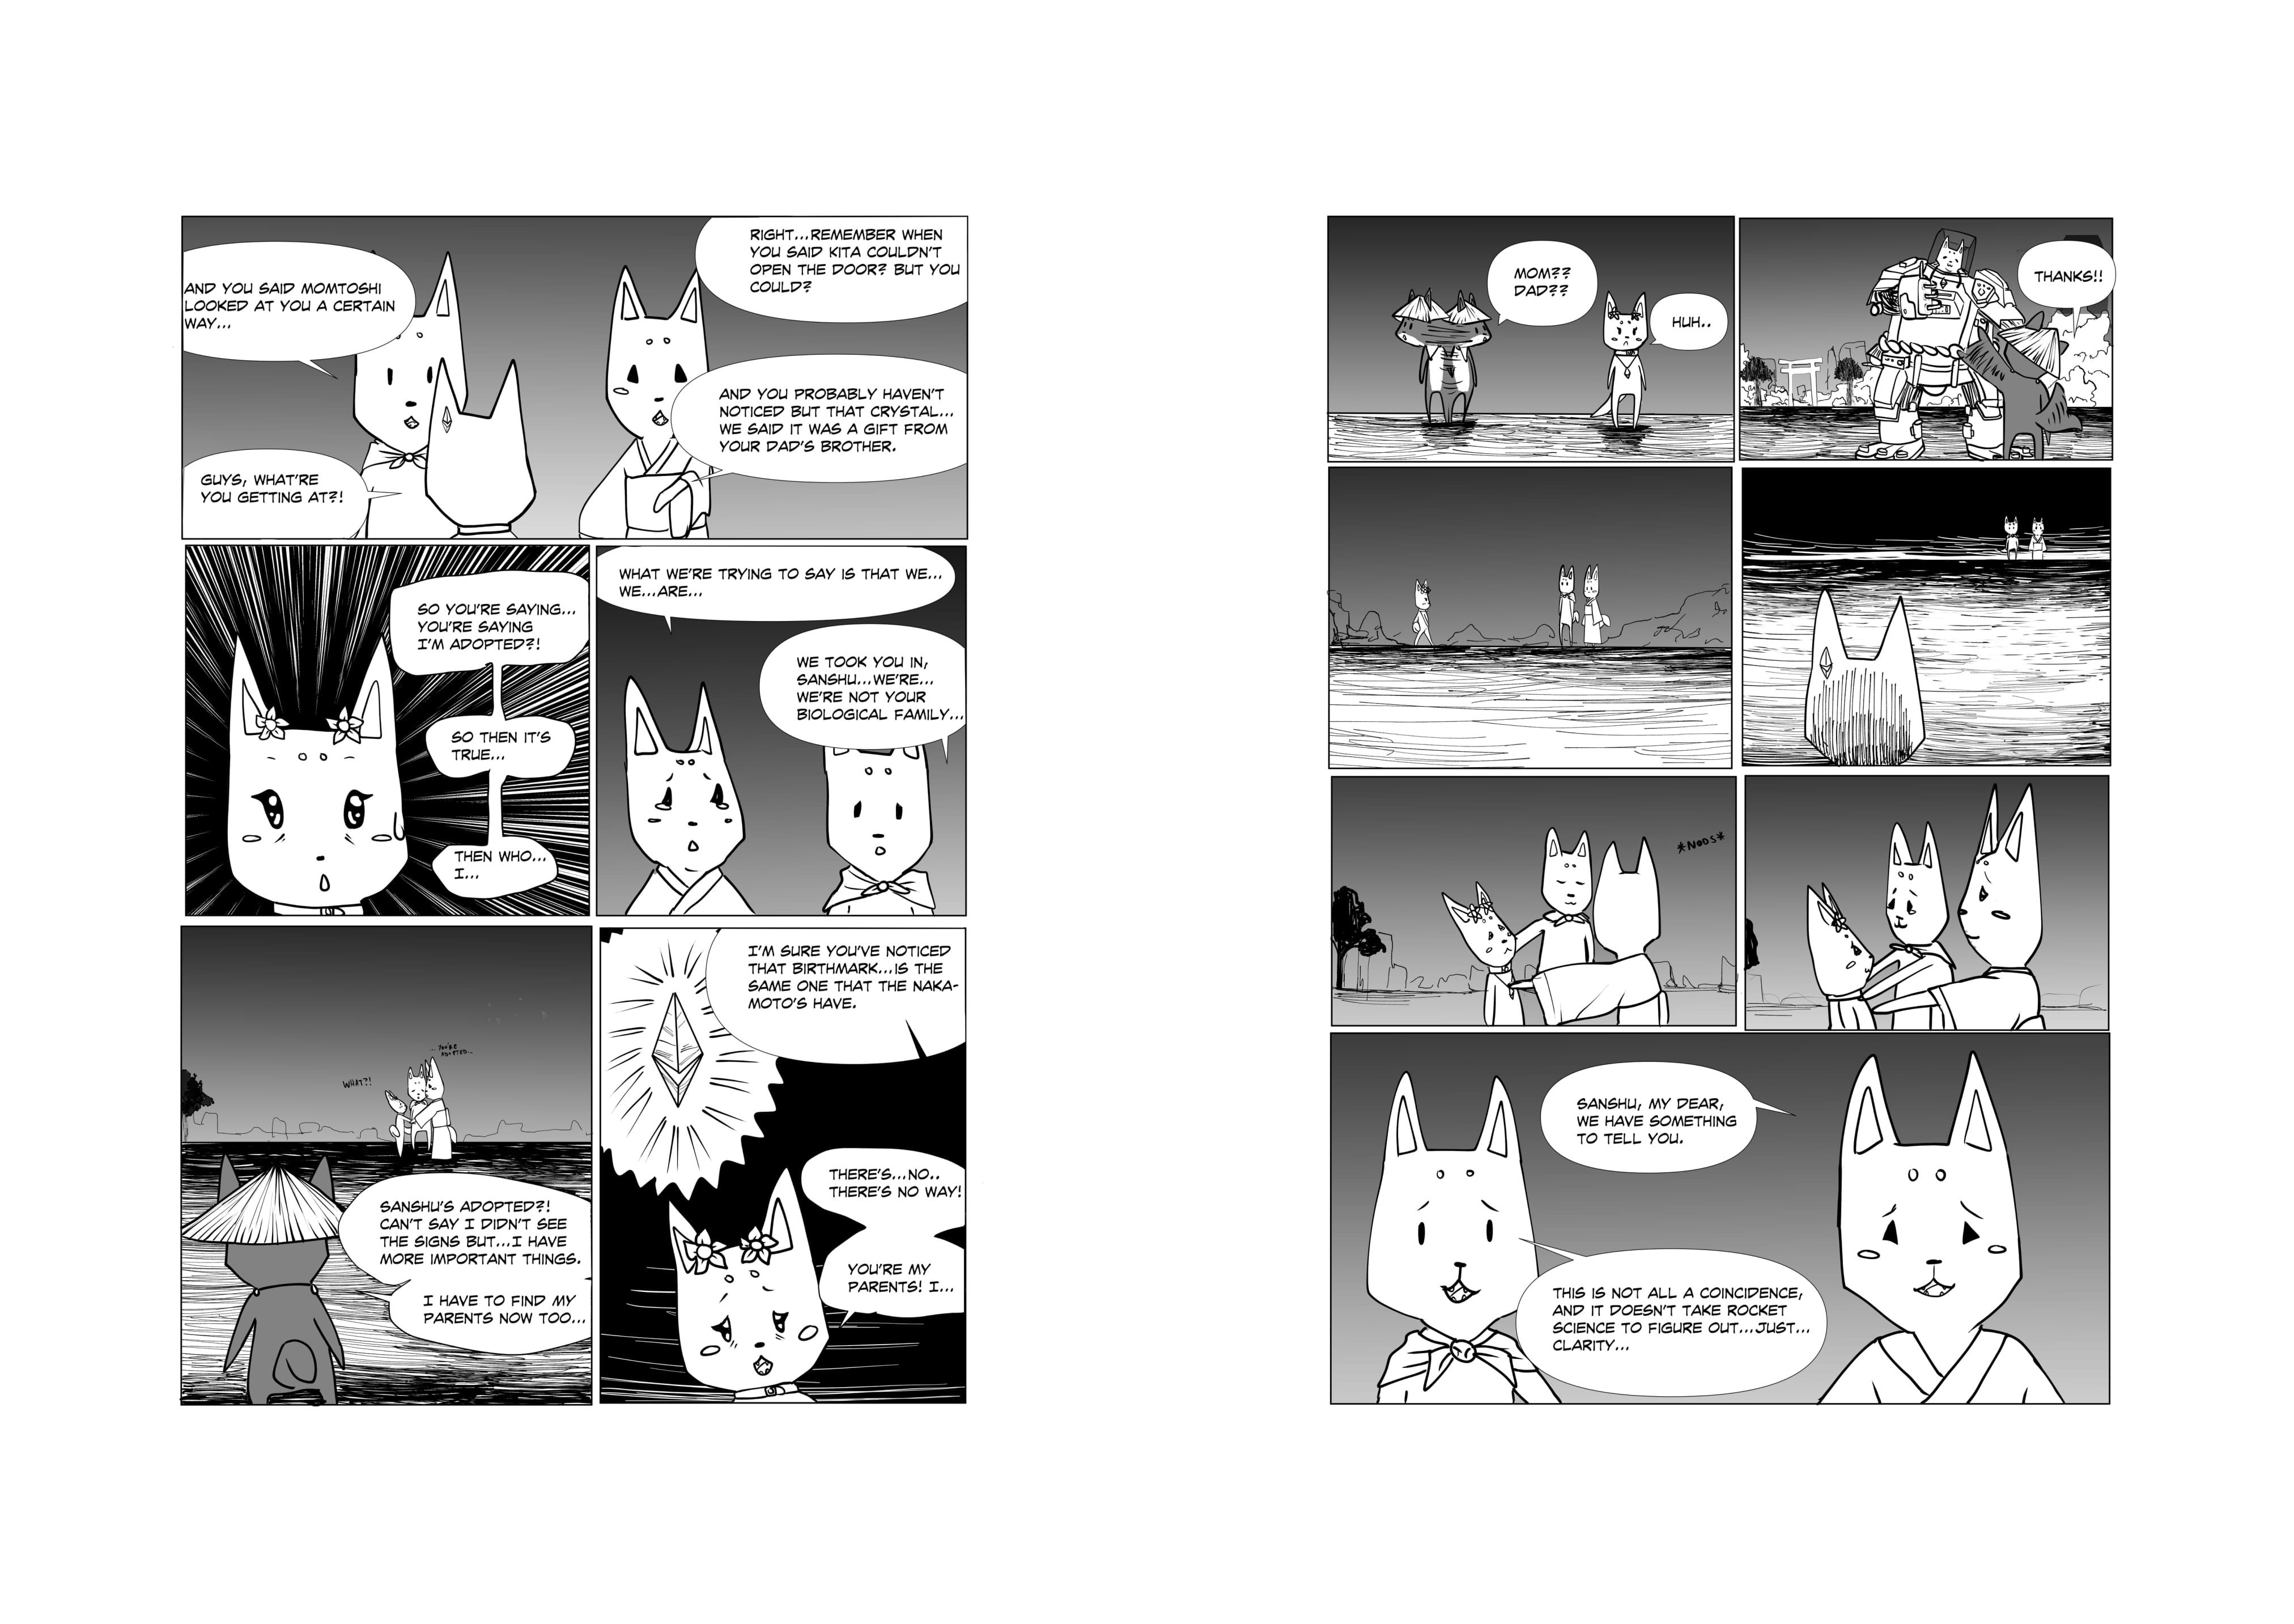 THANKS!!
MOM??
DAD??
HUH..
*NODS*
SANSHU, MY DEAR,
WE HAVE SOMETHING
TO TELL YOU.
THIS IS NOT ALL A COINCIDENCE,
AND IT DOESN'T TAKE ROCKET
SCIENCE TO FIGURE OUT...JUST...
CLARITY...
RIGHT...REMEMBER WHEN
YOU SAID KITA COULDN'T
OPEN THE DOOR? BUT YOU
COULD?
AND YOU PROBABLY HAVEN'T
NOTICED BUT THAT CRYSTAL...
WE SAID IT WAS A GIFT FROM
YOUR DAD'S BROTHER.
AND YOU SAID MOMTOSHI
LOOKED AT YOU A CERTAIN
WAY...
GUYS, WHAT'RE
YOU GETTING AT?!
WHAT WE'RE TRYING TO SAY IS THAT WE...
WE...ARE...
WE TOOK YOU IN,
SANSHU...WE'RE...
WE'RE NOT YOUR
BIOLOGICAL FAMILY...
SO YOU'RE SAYING...
YOU'RE SAYING
I'M ADOPTED?!
SO THEN IT'S
TRUE...
THEN WHO...
I...
I'M SURE YOU'VE NOTICED
THAT BIRTHMARK...IS THE
SAME ONE THAT THE NAKA-
MOTO'S HAVE.
THERE'S...NO..
THERE'S NO WAY!
YOU'RE MY
PARENTS! I...
...YOU'RE
ADOPTED...
WHAT?!
SANSHU'S ADOPTED?!
CAN'T SAY I DIDN'T SEE
THE SIGNS BUT...I HAVE
MORE IMPORTANT THINGS.
I HAVE TO FIND MY
PARENTS NOW TOO...